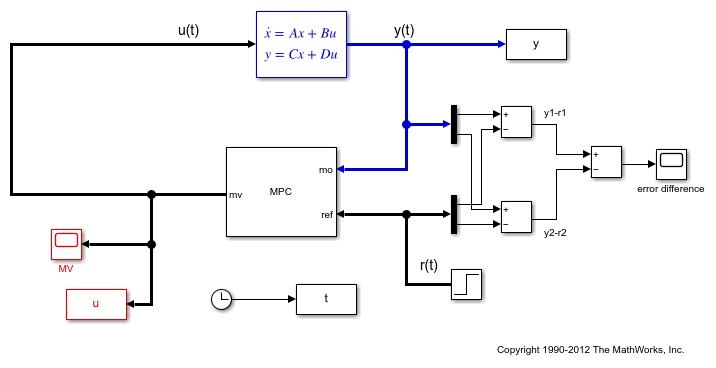 u(t)
ẋ = Ax + Bu
y = Cx + Du
y(t)
y
+
−
y1-r1
mo
MPC
mv
ref
+
−
error difference
+
−
y2-r2
MV
r(t)
u
t
Copyright 1990-2012 The MathWorks, Inc.